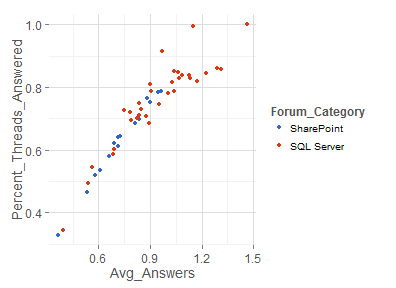 Percent_Threads_Answered
1.0
0.8
0.6
0.4
0.6
0.9
1.2
1.5
Avg_Answers
Forum_Category
SharePoint
SQL Server